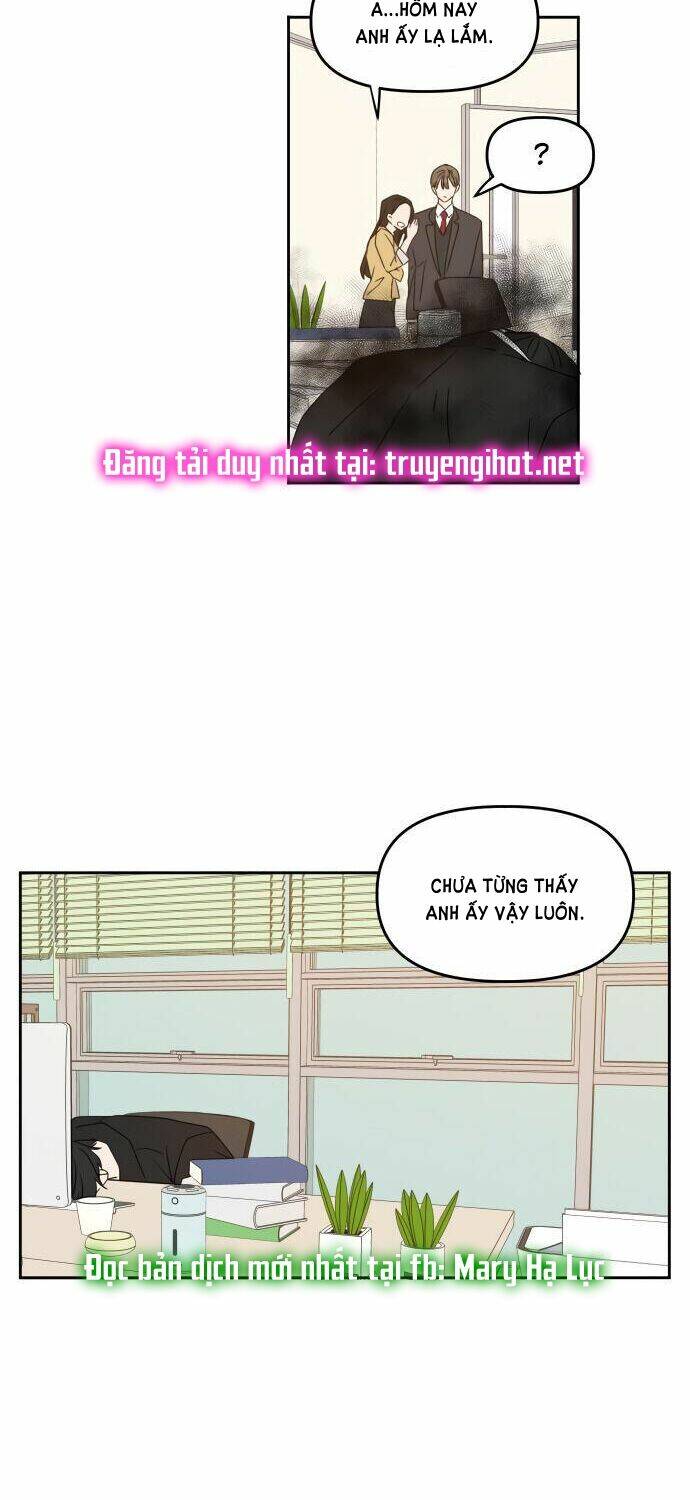 A...HÔM NAY
ANH ẤY LẠ LẮM.
?
Đăng tải duy nhất tại: truyengihot.net
CHƯA TỪNG THẤY
ANH ẤY VẬY LUÔN.
Đọc bản dịch mới nhất tại fb: Mary Hạ Lục